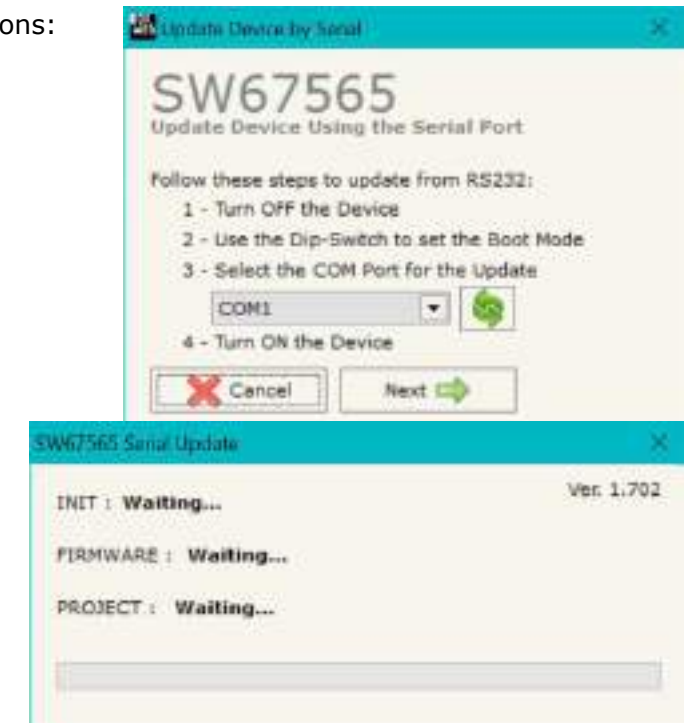 ons:
Update Device by Serial
SW67565
Update Device Using the Serial Port
Follow these steps to update from RS232:
1 - Turn OFF the Device
2 - Use the Dip-Switch to set the Boot Mode
3 - Select the COM Port for the Update
COM1
4 - Turn ON the Device
Cancel Next
SW67565 Serial Update
Ver. 1.702
INIT : Waiting...
FIRMWARE : Waiting...
PROJECT : Waiting...